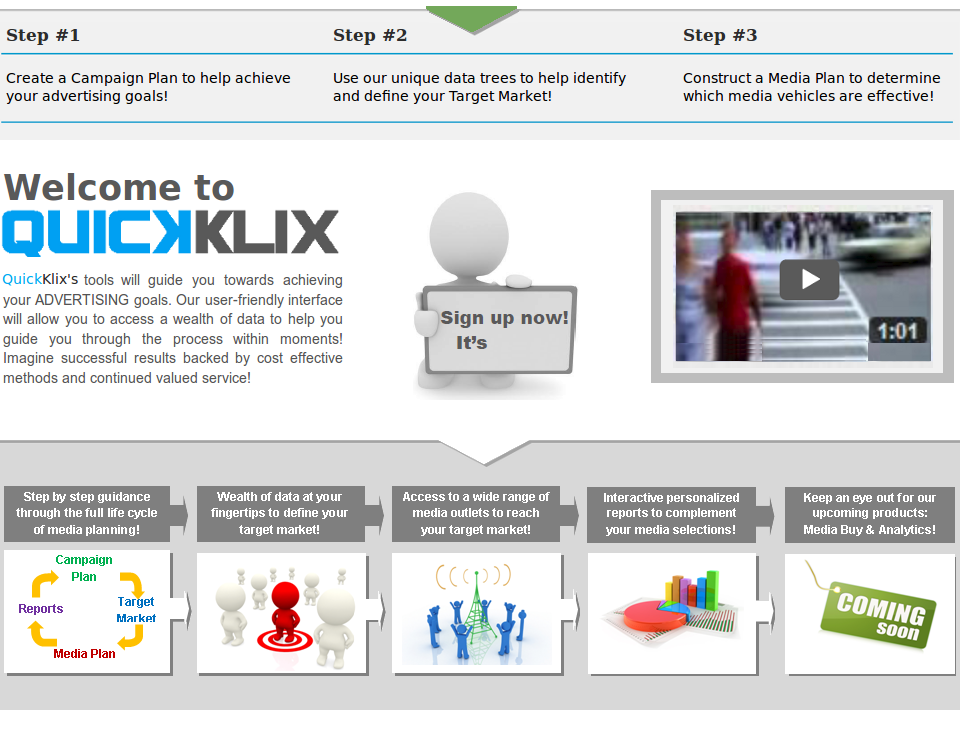 Step #1
Step #2
Step #3
Create a Campaign Plan to help achieve
your advertising goals!
Use our unique data trees to help identify
and define your Target Market!
Construct a Media Plan to determine
which media vehicles are effective!
Welcome to
QUICKKLIX
QuickKlix's tools will guide you towards achieving
your ADVERTISING goals. Our user-friendly interface
will allow you to access a wealth of data to help you
guide you through the process within moments!
Imagine successful results backed by cost effective
methods and continued valued service!
Sign up now!
It's
1:01
Step by step guidance
through the full life cycle
of media planning!
Wealth of data at your
fingertips to define your
target market!
Access to a wide range of
media outlets to reach
your target market!
Interactive personalized
reports to complement
your media selections!
Keep an eye out for our
upcoming products:
Media Buy & Analytics!
Campaign
Plan
Reports
Target
Market
Media Plan
COMING
soon